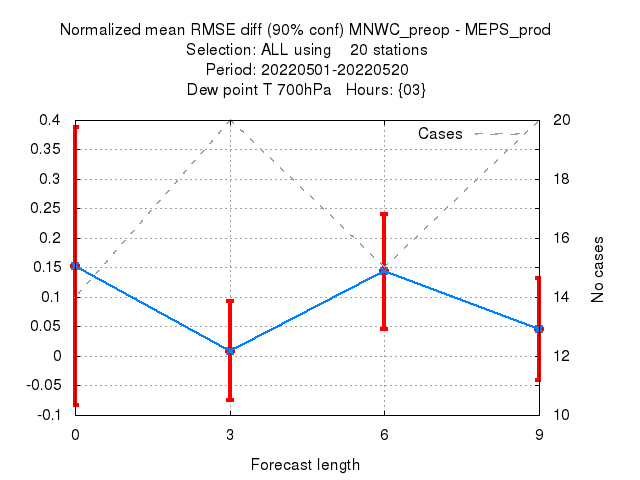 Normalized mean RMSE diff (90% conf) MNWC_preop - MEPS_prod
Selection: ALL using    20 stations
Period: 20220501-20220520
Dew point T 700hPa   Hours: {03}
Cases
0.4
0.35
0.3
0.25
0.2
0.15
0.1
0.05
0
-0.05
-0.1
20
18
16
14
12
10
No cases
0 3 6 9
Forecast length